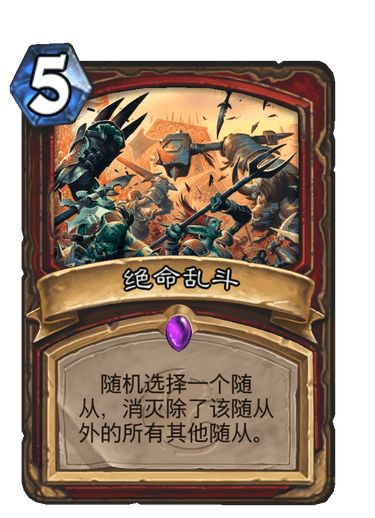 5
绝命乱斗
随机选择一个随
从，消灭除了该随从
外的所有其他随从。